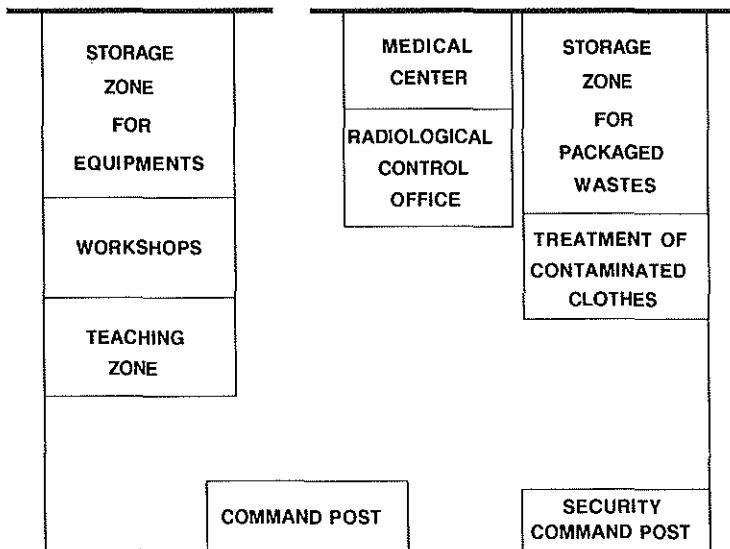 STORAGE
ZONE
FOR
EQUIPMENTS
WORKSHOPS
TEACHING
ZONE
MEDICAL
CENTER
RADIOLOGICAL
CONTROL
OFFICE
STORAGE
ZONE
FOR
PACKAGED
WASTES
TREATMENT OF
CONTAMINATED
CLOTHES
COMMAND POST
SECURITY
COMMAND POST